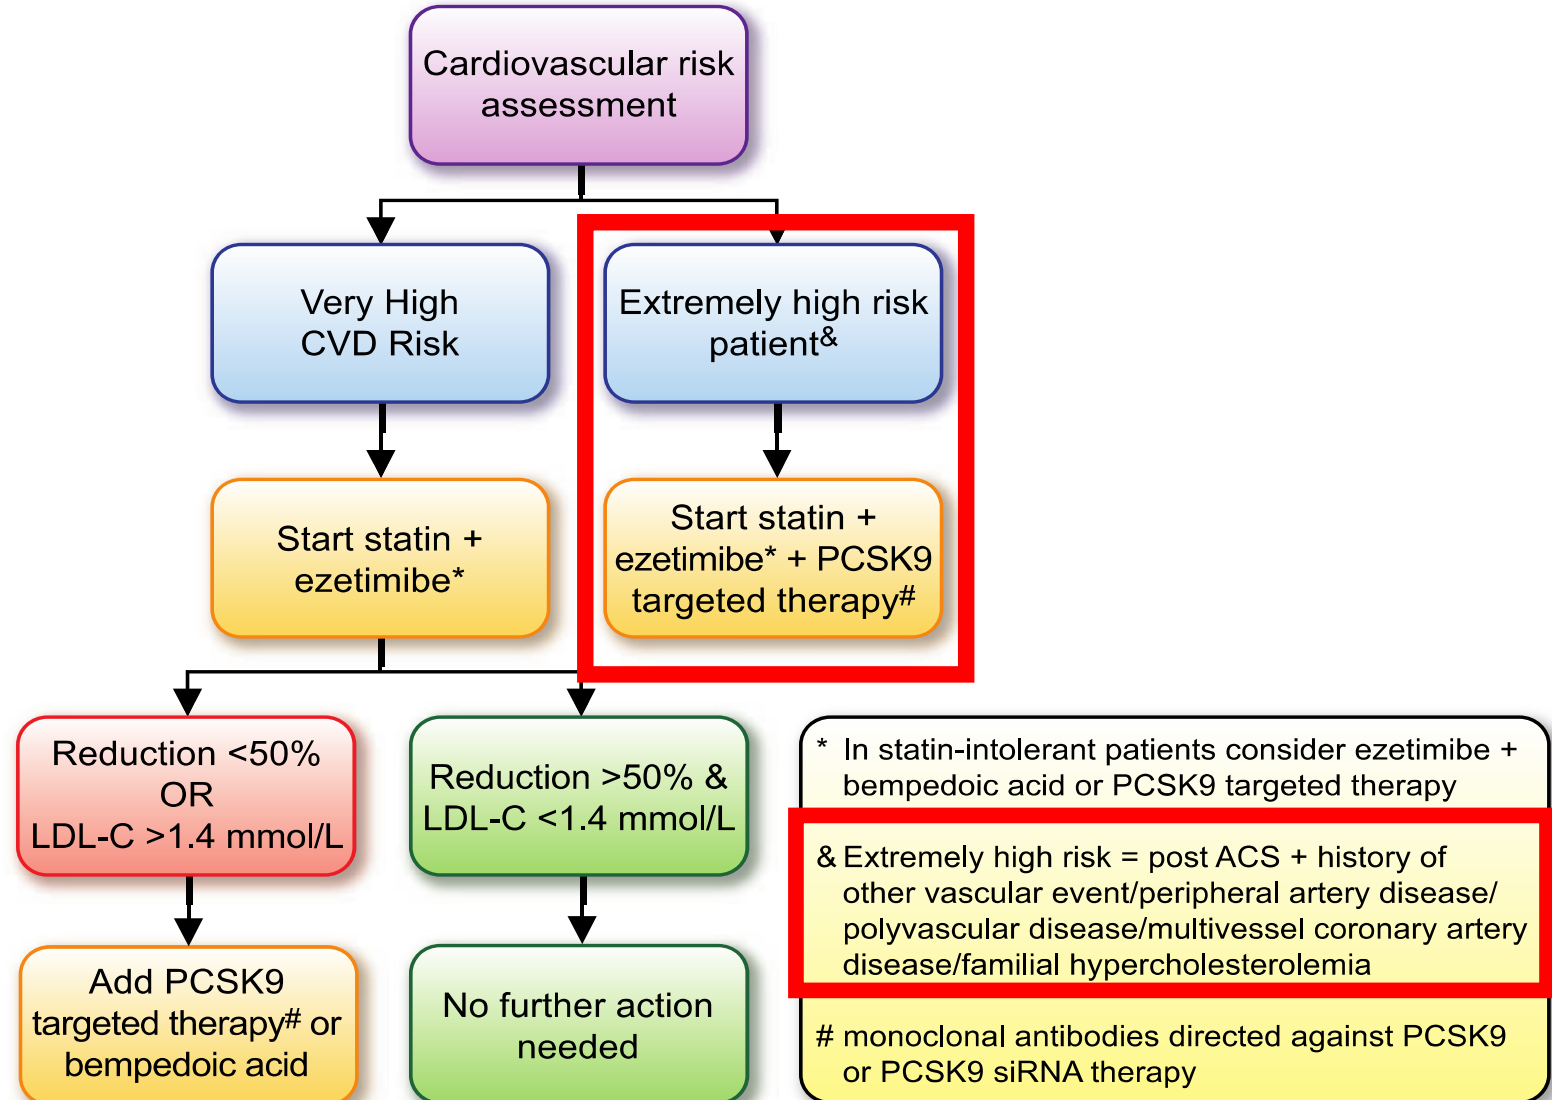 Cardiovascular risk
assessment
Very High
CVD Risk
Extremely high risk
patient&
Start statin +
ezetimibe*
Start statin +
ezetimibe* + PCSK9
targeted therapy#
Reduction <50%
OR
LDL-C >1.4 mmol/L
Reduction >50% &
LDL-C <1.4 mmol/L
Add PCSK9
targeted therapy# or
bempedoic acid
No further action
needed
* In statin-intolerant patients consider ezetimibe +
bempedoic acid or PCSK9 targeted therapy
& Extremely high risk = post ACS + history of
other vascular event/peripheral artery disease/
polyvascular disease/multivessel coronary artery
disease/familial hypercholesterolemia
# monoclonal antibodies directed against PCSK9
or PCSK9 siRNA therapy